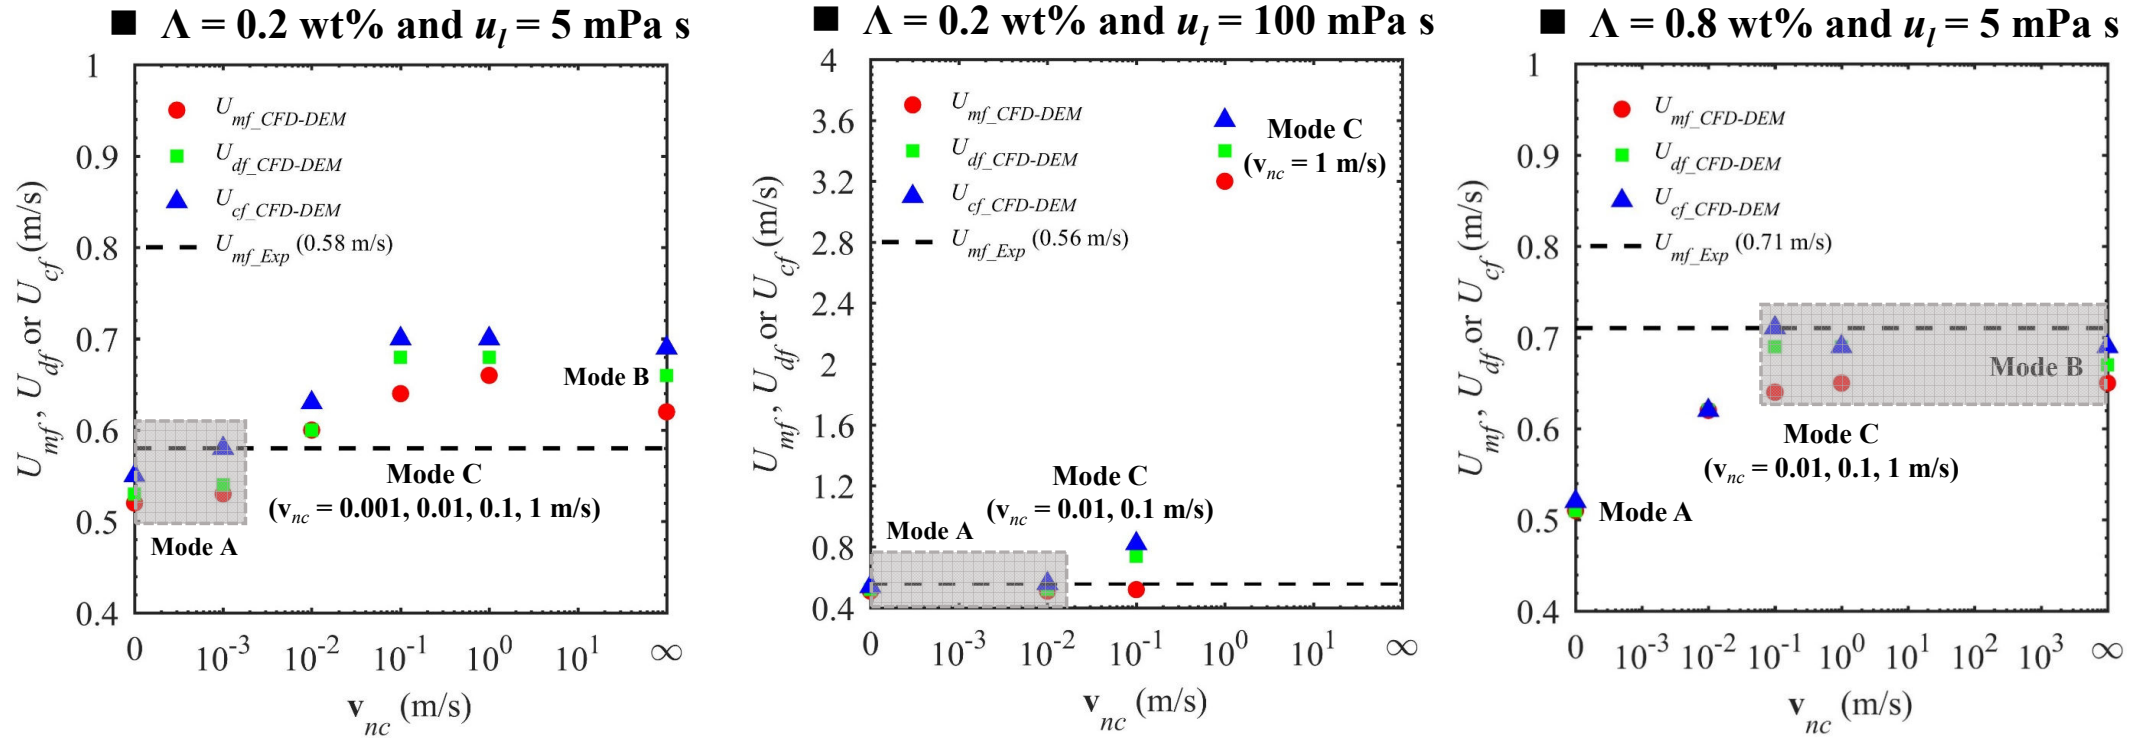 ■ Λ = 0.2 wt% and u_l = 5 mPa s
U_mf, U_df or U_cf (m/s)
1
0.9
0.8
0.7
0.6
0.5
0.4
U_mf_CFD-DEM
U_df_CFD-DEM
U_cf_CFD-DEM
U_mf_Exp (0.58 m/s)
Mode B
Mode C
(v_nc = 0.001, 0.01, 0.1, 1 m/s)
Mode A
0 10^-3 10^-2 10^-1 10^0 10^1 ∞
v_nc (m/s)
■ Λ = 0.2 wt% and u_l = 100 mPa s
U_mf, U_df or U_cf (m/s)
4
3.6
3.2
2.8
2.4
2
1.6
1.2
0.8
0.4
U_mf_CFD-DEM
U_df_CFD-DEM
U_cf_CFD-DEM
U_mf_Exp (0.56 m/s)
Mode C
(v_nc = 1 m/s)
Mode C
(v_nc = 0.01, 0.1 m/s)
Mode A
0 10^-3 10^-2 10^-1 10^0 10^1 ∞
v_nc (m/s)
■ Λ = 0.8 wt% and u_l = 5 mPa s
U_mf, U_df or U_cf (m/s)
1
0.9
0.8
0.7
0.6
0.5
0.4
U_mf_CFD-DEM
U_df_CFD-DEM
U_cf_CFD-DEM
U_mf_Exp (0.71 m/s)
Mode B
Mode C
(v_nc = 0.01, 0.1, 1 m/s)
Mode A
0 10^-3 10^-2 10^-1 10^0 10^1 10^2 10^3 ∞
v_nc (m/s)